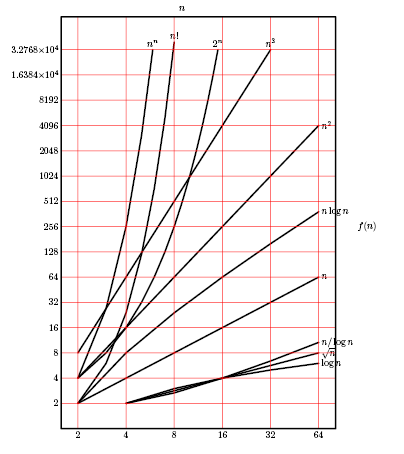 n
n^n n! 2^n n^3
3.2768×10^4
1.6384×10^4
8192
4096 n^2
2048
1024
512
n log n
256 f(n)
128
64 n
32
16
n/log n
8 √n
log n
4
2
2 4 8 16 32 64